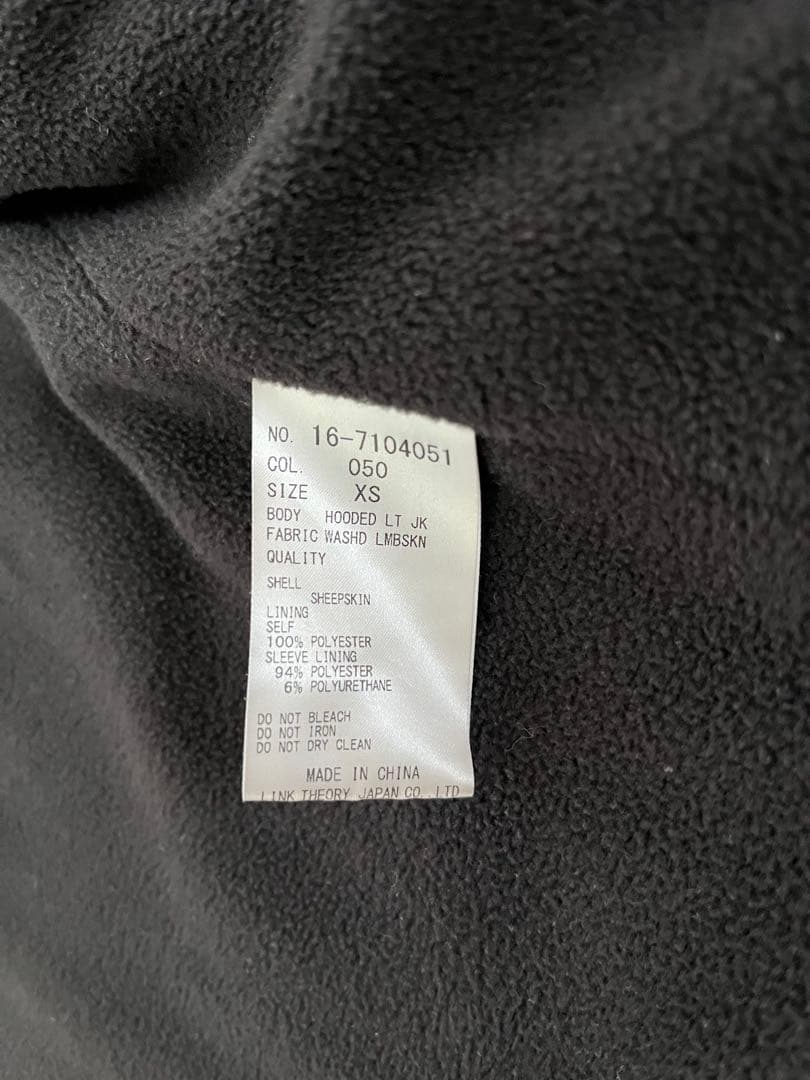 NO. 16-7104051
COL. 050
SIZE XS
BODY HOODED LT JK
FABRIC WASHD LMBSKN
QUALITY
SHELL
SHEEPSKIN
LINING
SELF
100% POLYESTER
SLEEVE LINING
94% POLYESTER
6% POLYURETHANE
DO NOT BLEACH
DO NOT IRON
DO NOT DRY CLEAN
MADE IN CHINA
LINK THEORY JAPAN CO.,LTD